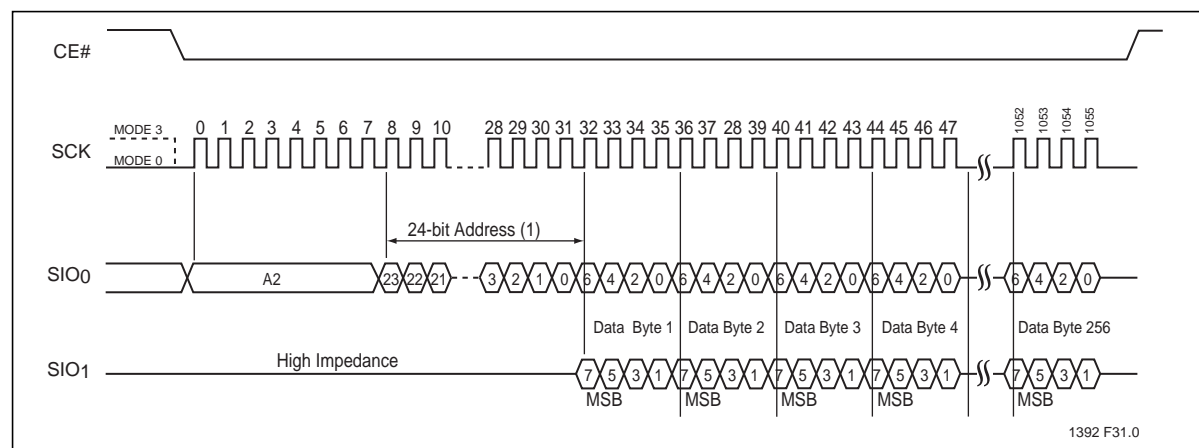 CE#
MODE 3
0 1 2 3 4 5 6 7 8 9 10 28 29 30 31 32 33 34 35 36 37 28 39 40 41 42 43 44 45 46 47 1052 1053 1054 1055
SCK
MODE 0
24-bit Address (1)
SIO0 A2 23 22 21 3 2 1 0 6 4 2 0 6 4 2 0 6 4 2 0 6 4 2 0 6 4 2 0
Data Byte 1 Data Byte 2 Data Byte 3 Data Byte 4 Data Byte 256
High Impedance
SIO1 7 5 3 1 7 5 3 1 7 5 3 1 7 5 3 1 7 5 3 1
MSB MSB MSB MSB MSB
1392 F31.0